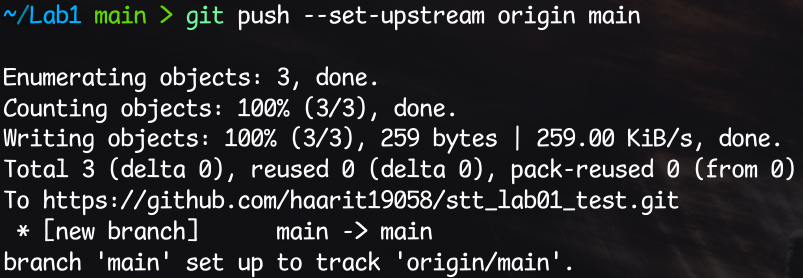 ~/Lab1 main > git push --set-upstream origin main
Enumerating objects: 3, done.
Counting objects: 100% (3/3), done.
Writing objects: 100% (3/3), 259 bytes | 259.00 KiB/s, done.
Total 3 (delta 0), reused 0 (delta 0), pack-reused 0 (from 0)
To https://github.com/haarit19058/stt_lab01_test.git
 * [new branch]      main -> main
branch 'main' set up to track 'origin/main'.